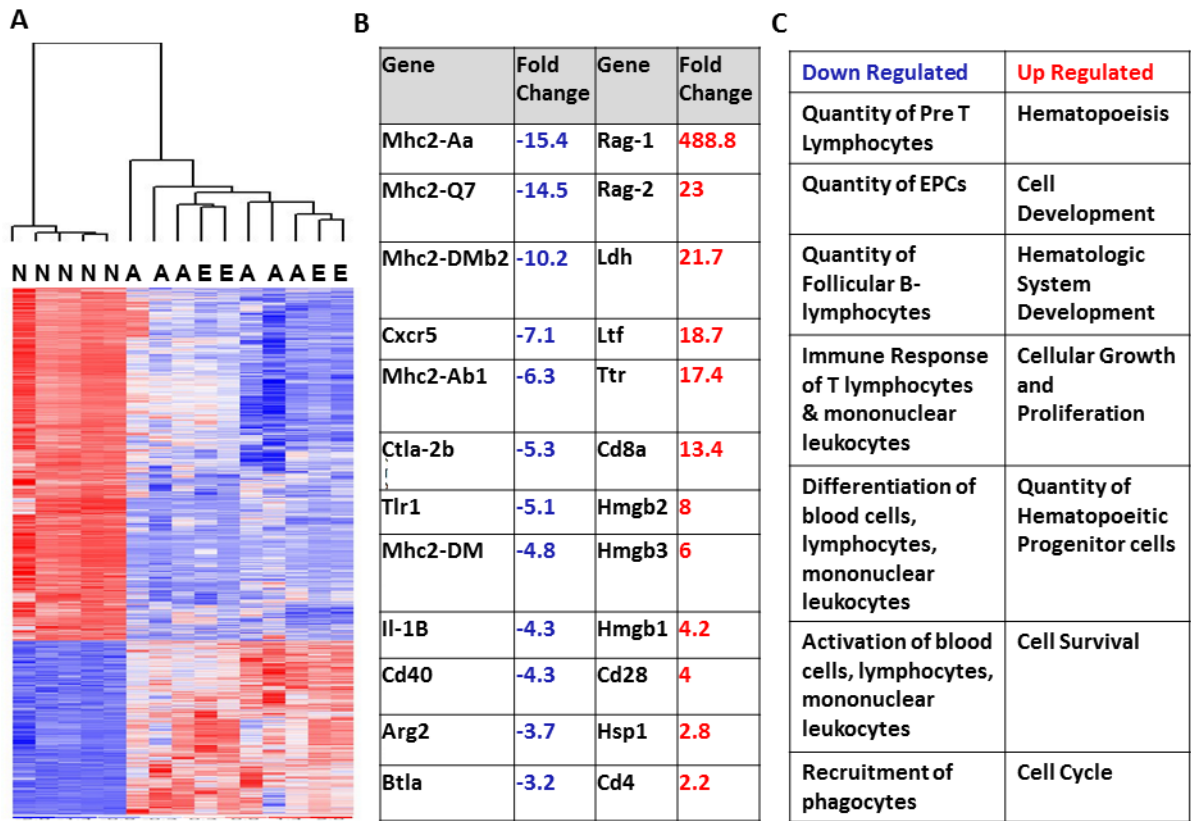 A
N N N N N A A A E E A A A E E
B
Gene Fold Gene Fold
Change Change
Mhc2-Aa -15.4 Rag-1 488.8
Mhc2-Q7 -14.5 Rag-2 23
Mhc2-DMb2 -10.2 Ldh 21.7
Cxcr5 -7.1 Ltf 18.7
Mhc2-Ab1 -6.3 Ttr 17.4
Ctla-2b -5.3 Cd8a 13.4
Tlr1 -5.1 Hmgb2 8
Mhc2-DM -4.8 Hmgb3 6
Il-1B -4.3 Hmgb1 4.2
Cd40 -4.3 Cd28 4
Arg2 -3.7 Hsp1 2.8
Btla -3.2 Cd4 2.2
C
Down Regulated Up Regulated
Quantity of Pre T Hematopoeisis
Lymphocytes
Quantity of EPCs Cell
Development
Quantity of Hematologic
Follicular B- System
lymphocytes Development
Immune Response Cellular Growth
of T lymphocytes and
& mononuclear Proliferation
leukocytes
Differentiation of Quantity of
blood cells, Hematopoeitic
lymphocytes, Progenitor cells
mononuclear
leukocytes
Activation of blood Cell Survival
cells, lymphocytes,
mononuclear
leukocytes
Recruitment of Cell Cycle
phagocytes